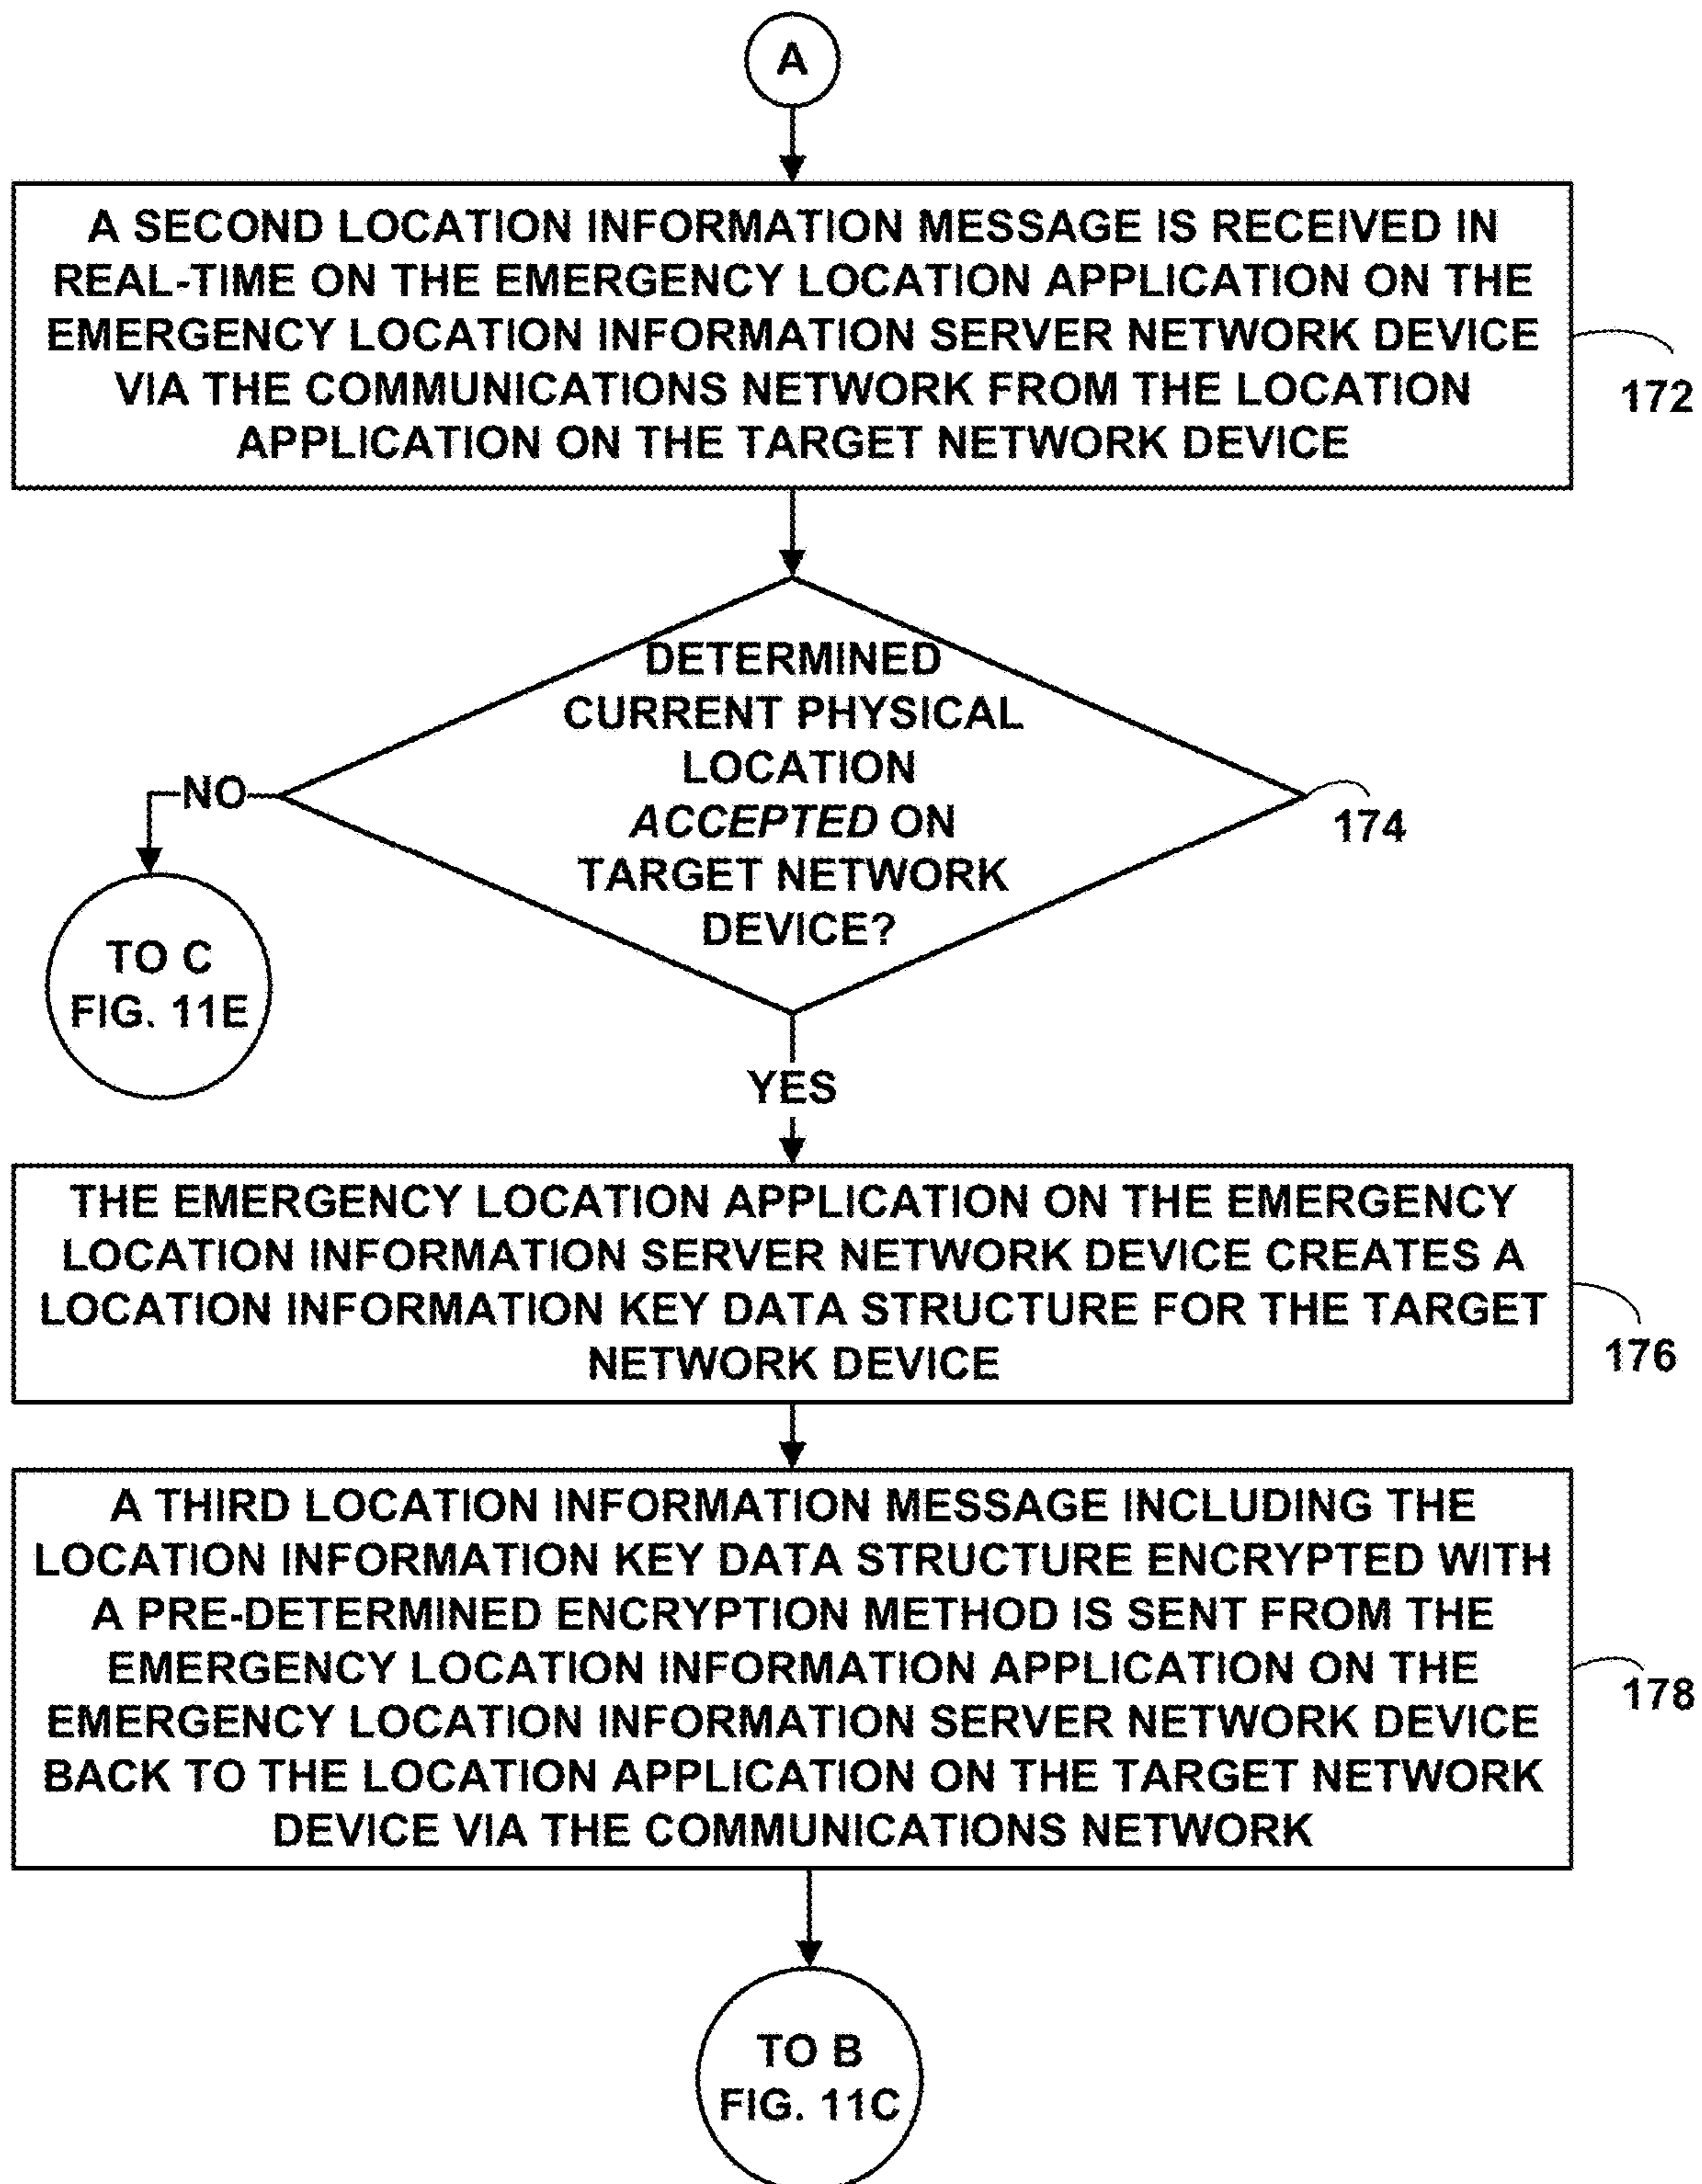 A
A SECOND LOCATION INFORMATION MESSAGE IS RECEIVED IN
REAL-TIME ON THE EMERGENCY LOCATION APPLICATION ON THE
EMERGENCY LOCATION INFORMATION SERVER NETWORK DEVICE
VIA THE COMMUNICATIONS NETWORK FROM THE LOCATION
APPLICATION ON THE TARGET NETWORK DEVICE
172
DETERMINED
CURRENT PHYSICAL
LOCATION
ACCEPTED ON
TARGET NETWORK
DEVICE?
174
NO
TO C
FIG. 11E
YES
THE EMERGENCY LOCATION APPLICATION ON THE EMERGENCY
LOCATION INFORMATION SERVER NETWORK DEVICE CREATES A
LOCATION INFORMATION KEY DATA STRUCTURE FOR THE TARGET
NETWORK DEVICE
176
A THIRD LOCATION INFORMATION MESSAGE INCLUDING THE
LOCATION INFORMATION KEY DATA STRUCTURE ENCRYPTED WITH
A PRE-DETERMINED ENCRYPTION METHOD IS SENT FROM THE
EMERGENCY LOCATION INFORMATION APPLICATION ON THE
EMERGENCY LOCATION INFORMATION SERVER NETWORK DEVICE
BACK TO THE LOCATION APPLICATION ON THE TARGET NETWORK
DEVICE VIA THE COMMUNICATIONS NETWORK
178
TO B
FIG. 11C